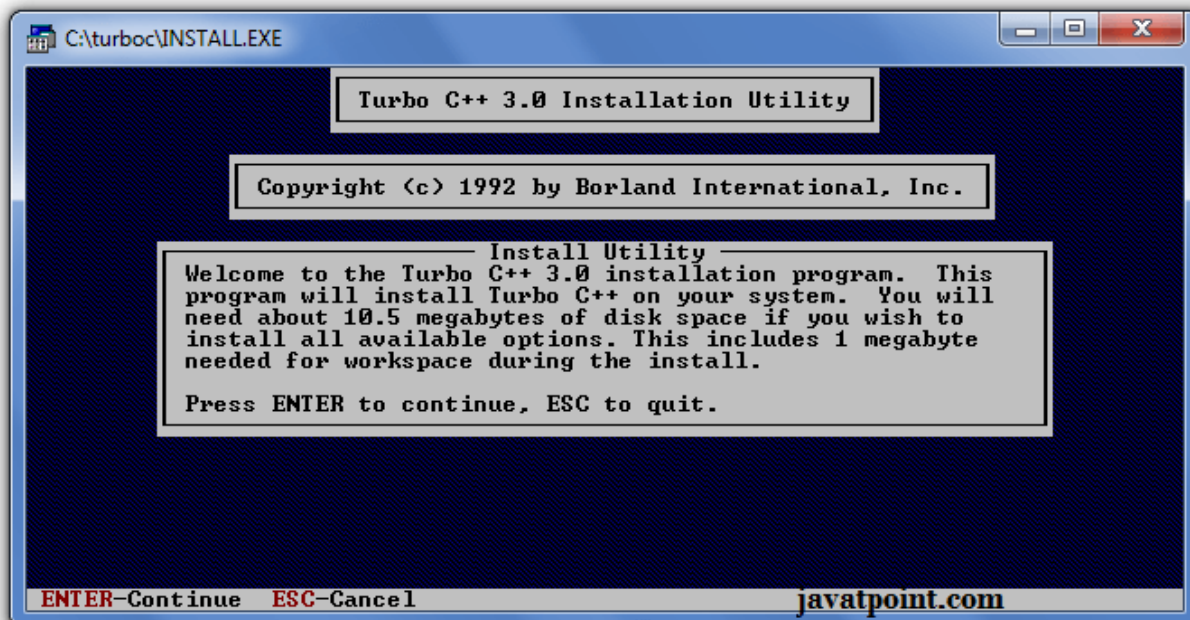 C:\turboc\INSTALL.EXE
Turbo C++ 3.0 Installation Utility
Copyright (c) 1992 by Borland International, Inc.
Install Utility
Welcome to the Turbo C++ 3.0 installation program.  This
program will install Turbo C++ on your system.  You will
need about 10.5 megabytes of disk space if you wish to
install all available options. This includes 1 megabyte
needed for workspace during the install.
Press ENTER to continue, ESC to quit.
ENTER-Continue  ESC-Cancel
javatpoint.com